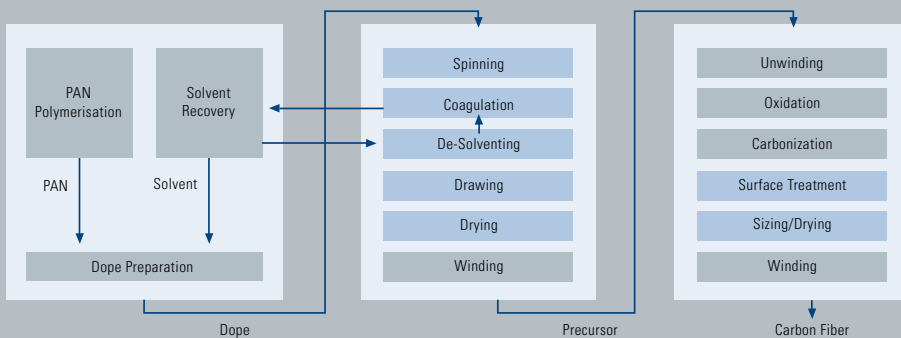 PAN
Polymerisation
Solvent
Recovery
PAN
Solvent
Dope Preparation
Dope
Spinning
Coagulation
De-Solventing
Drawing
Drying
Winding
Precursor
Unwinding
Oxidation
Carbonization
Surface Treatment
Sizing/Drying
Winding
Carbon Fiber